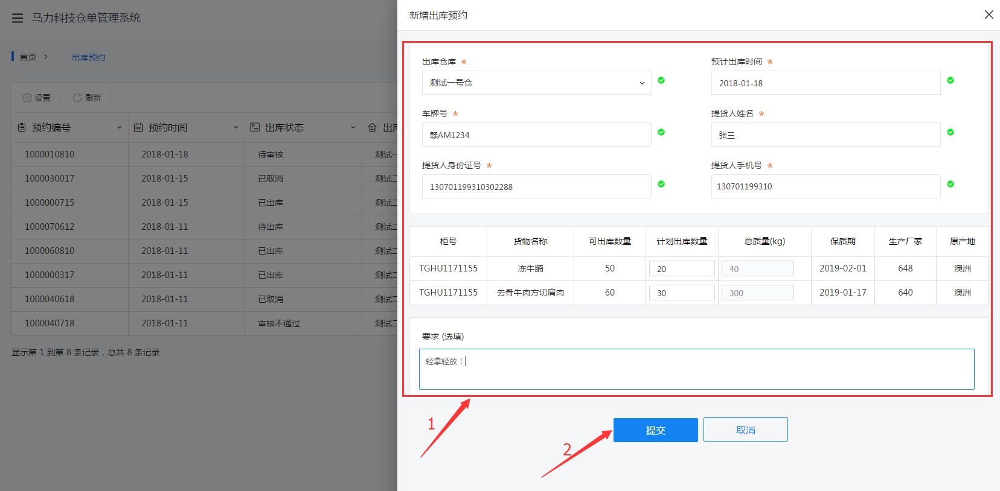 马力科技仓单管理系统
首页 > 出库预约
设置 刷新
预约编号 预约时间 出库状态 出库
1000010810 2018-01-18 待审核 测试一
1000030017 2018-01-15 已取消 测试二
1000000715 2018-01-15 已出库 测试二
1000070612 2018-01-11 待出库 测试二
1000060810 2018-01-11 已出库 测试二
1000000317 2018-01-11 已出库 测试二
1000040618 2018-01-11 已取消 测试二
1000040718 2018-01-11 审核不通过 测试二
显示第 1 到第 8 条记录，总共 8 条记录
新增出库预约
出库仓库 * 预计出库时间 *
测试一号仓 2018-01-18
车牌号 * 提货人姓名 *
赣AM1234 张三
提货人身份证号 * 提货人手机号 *
130701199310302288 130701199310
柜号 货物名称 可出库数量 计划出库数量 总质量(kg) 保质期 生产厂家 原产地
TGHU1171155 冻牛腩 50 20 40 2019-02-01 648 澳洲
TGHU1171155 去骨牛肉方切肩肉 60 30 300 2019-01-17 640 澳洲
要求 (选填)
轻拿轻放！
1
2
提交 取消